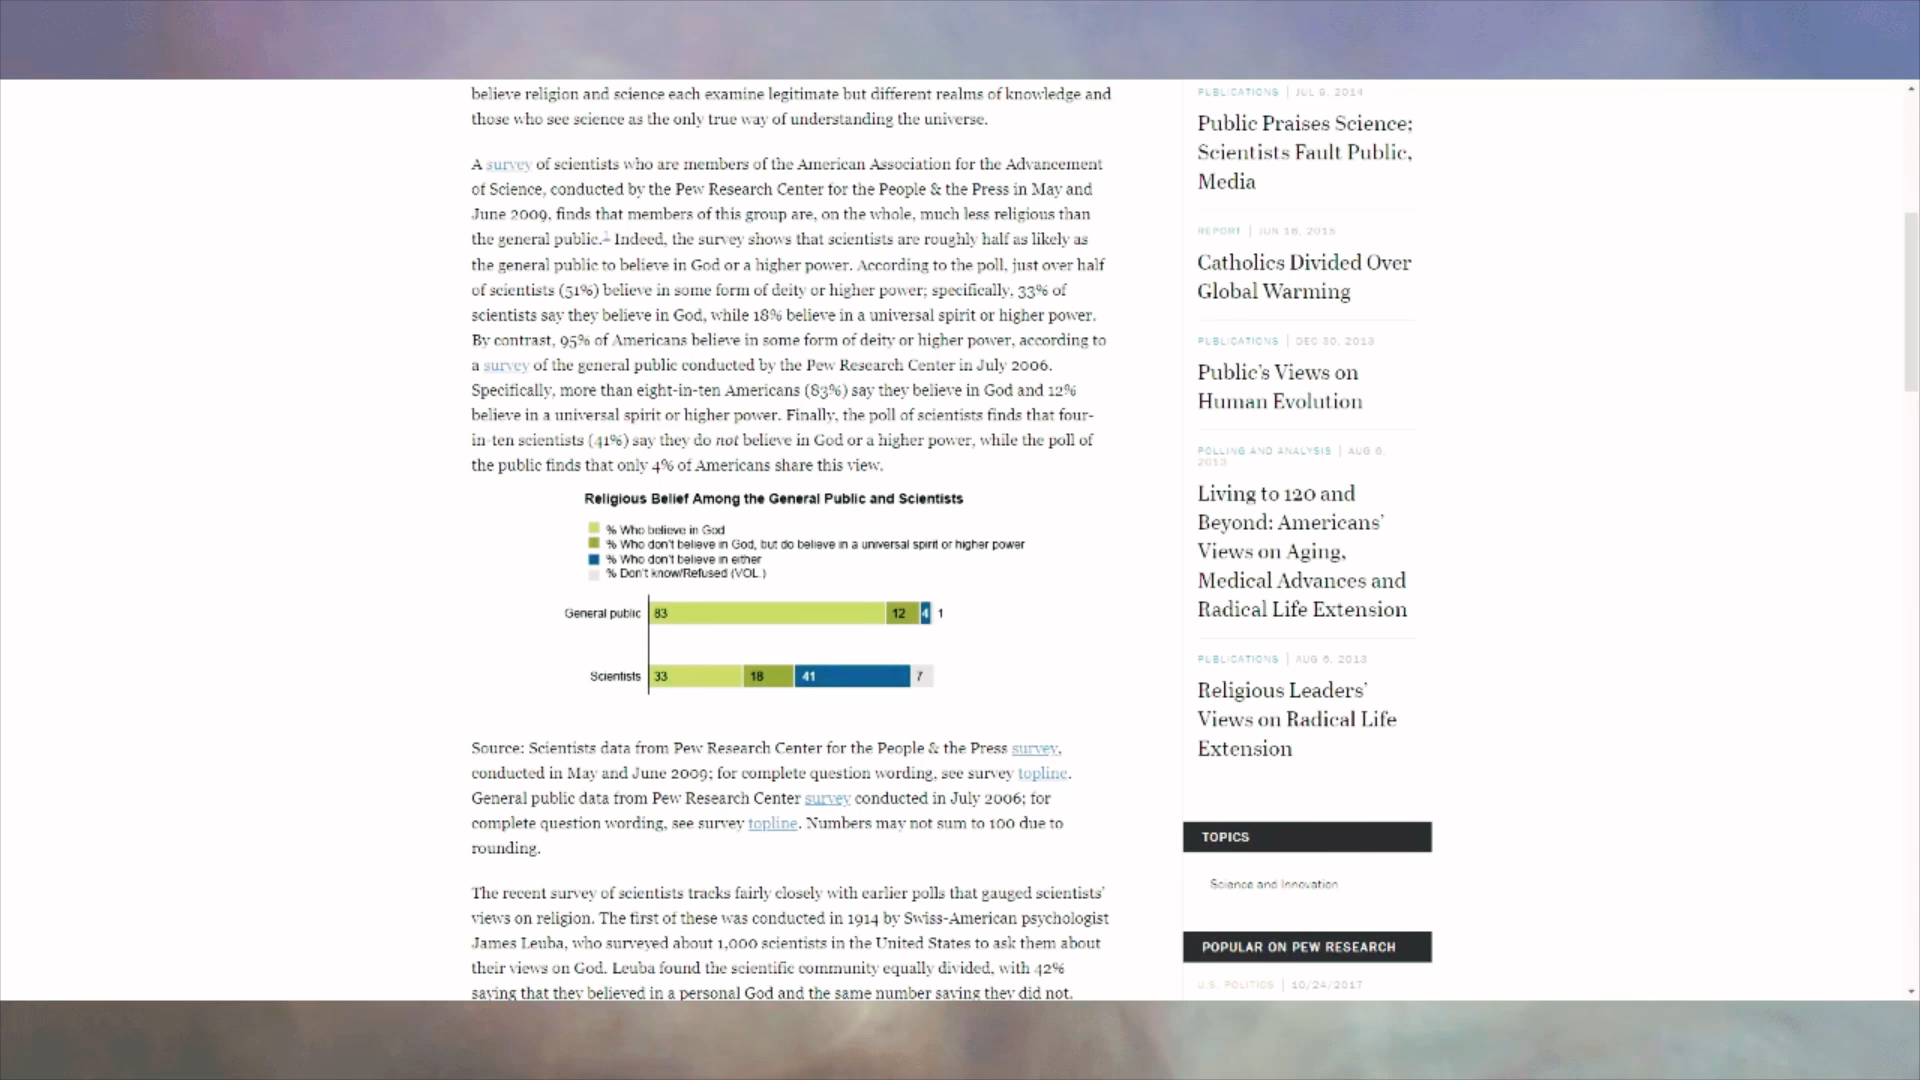 believe religion and science each examine legitimate but different realms of knowledge and
those who see science as the only true way of understanding the universe.
A survey of scientists who are members of the American Association for the Advancement
of Science, conducted by the Pew Research Center for the People & the Press in May and
June 2009, finds that members of this group are, on the whole, much less religious than
the general public.1 Indeed, the survey shows that scientists are roughly half as likely as
the general public to believe in God or a higher power. According to the poll, just over half
of scientists (51%) believe in some form of deity or higher power; specifically, 33% of
scientists say they believe in God, while 18% believe in a universal spirit or higher power.
By contrast, 95% of Americans believe in some form of deity or higher power, according to
a survey of the general public conducted by the Pew Research Center in July 2006.
Specifically, more than eight-in-ten Americans (83%) say they believe in God and 12%
believe in a universal spirit or higher power. Finally, the poll of scientists finds that four-
in-ten scientists (41%) say they do not believe in God or a higher power, while the poll of
the public finds that only 4% of Americans share this view.
Religious Belief Among the General Public and Scientists
% Who believe in God
% Who don't believe in God, but do believe in a universal spirit or higher power
% Who don't believe in either
% Don't know/Refused (VOL.)
General public 83 12 4 1
Scientists 33 18 41 7
Source: Scientists data from Pew Research Center for the People & the Press survey,
conducted in May and June 2009; for complete question wording, see survey topline.
General public data from Pew Research Center survey conducted in July 2006; for
complete question wording, see survey topline. Numbers may not sum to 100 due to
rounding.
The recent survey of scientists tracks fairly closely with earlier polls that gauged scientists'
views on religion. The first of these was conducted in 1914 by Swiss-American psychologist
James Leuba, who surveyed about 1,000 scientists in the United States to ask them about
their views on God. Leuba found the scientific community equally divided, with 42%
saying that they believed in a personal God and the same number saying they did not.
PUBLICATIONS | JUL 9, 2014
Public Praises Science;
Scientists Fault Public,
Media
REPORT | JUN 16, 2015
Catholics Divided Over
Global Warming
PUBLICATIONS | DEC 30, 2013
Public's Views on
Human Evolution
POLLING AND ANALYSIS | AUG 6,
2013
Living to 120 and
Beyond: Americans'
Views on Aging,
Medical Advances and
Radical Life Extension
PUBLICATIONS | AUG 6, 2013
Religious Leaders'
Views on Radical Life
Extension
TOPICS
Science and Innovation
POPULAR ON PEW RESEARCH
U.S. POLITICS | 10/24/2017